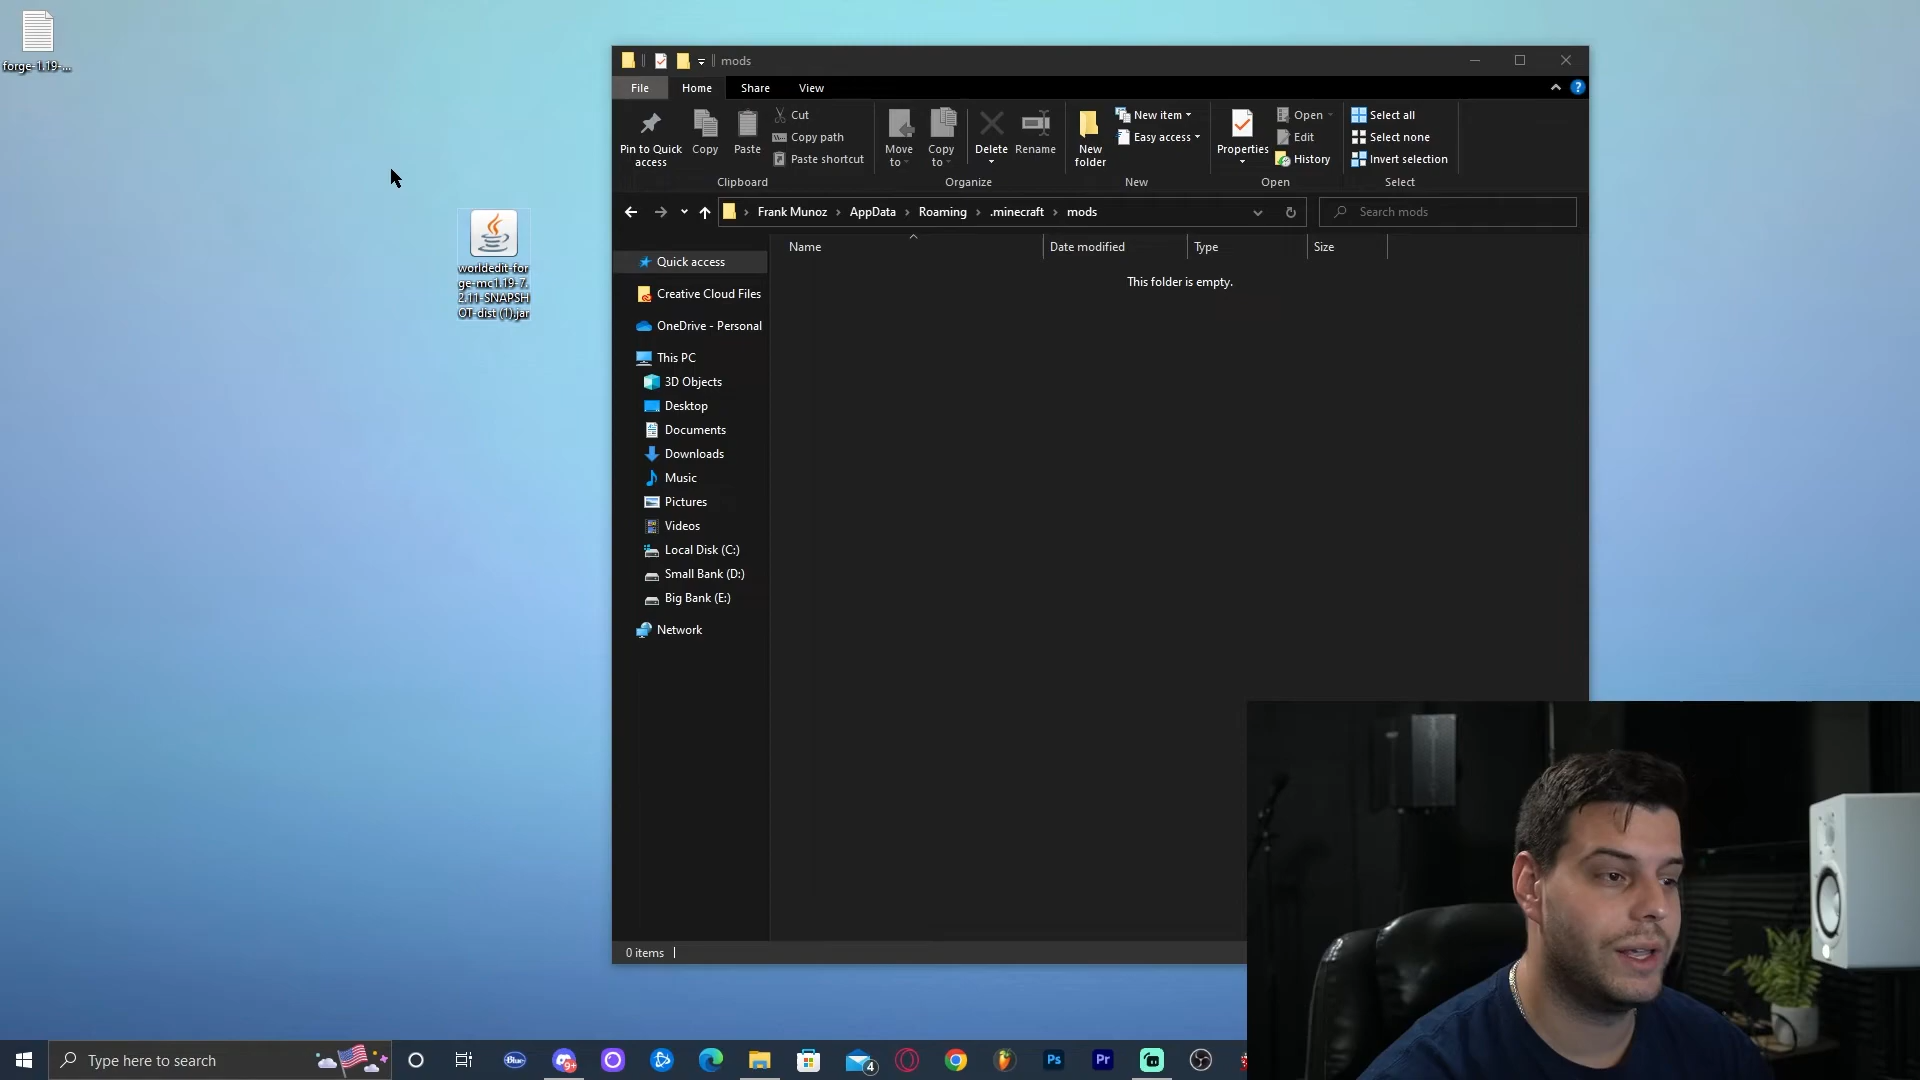 forge-1.19-...
worldedit-for
ge-mc1.19-7.
2.11-SNAPSH
OT-dist (1).jar
mods
File Home Share View
Pin to Quick access
Copy
Paste
Cut
Copy path
Paste shortcut
Clipboard
Move to
Copy to
Delete
Rename
Organize
New folder
New item
Easy access
New
Properties
Open
Edit
History
Open
Select all
Select none
Invert selection
Select
Frank Munoz > AppData > Roaming > .minecraft > mods
Search mods
Name Date modified Type Size
This folder is empty.
Quick access
Creative Cloud Files
OneDrive - Personal
This PC
3D Objects
Desktop
Documents
Downloads
Music
Pictures
Videos
Local Disk (C:)
Small Bank (D:)
Big Bank (E:)
Network
0 items
Type here to search
Blue
9+
4
Ps
Pr